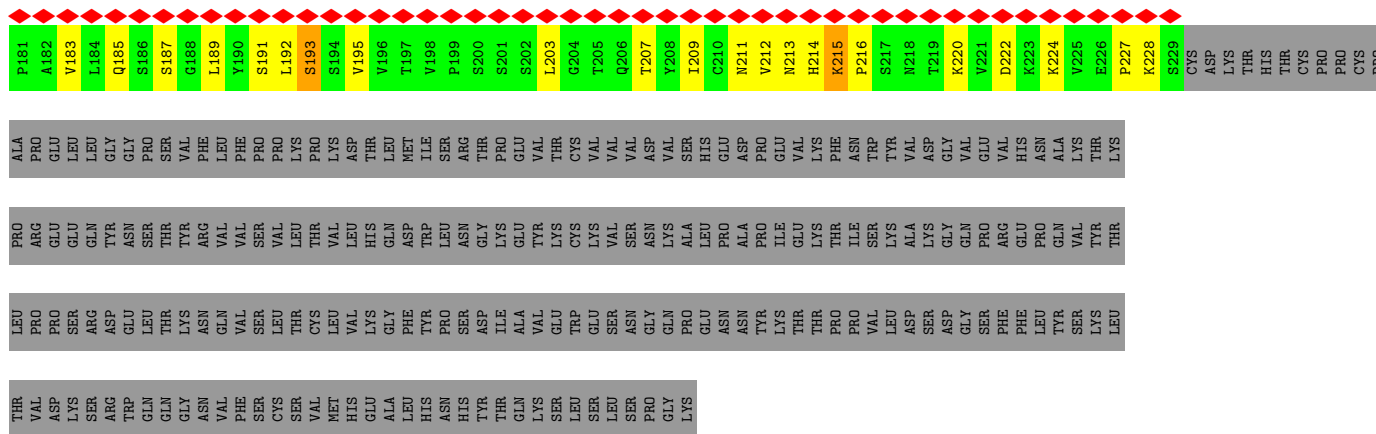 P181 A182 V183 L184 Q185 S186 S187 G188 L189 Y190 S191 L192 S193 S194 V195 V196 T197 V198 P199 S200 S201 S202 L203 G204 T205 Q206 T207 Y208 I209 C210 N211 V212 N213 H214 K215 P216 S217 N218 T219 K220 V221 D222 K223 K224 V225 E226 P227 K228 S229 CYS ASP LYS THR HIS THR CYS PRO PRO CYS PRO
ALA PRO GLU LEU LEU GLY GLY PRO SER VAL PHE LEU PHE PRO PRO LYS PRO LYS ASP THR LEU MET ILE SER ARG THR PRO GLU VAL THR CYS VAL VAL VAL ASP VAL SER HIS GLU ASP PRO GLU VAL LYS PHE ASN TRP TYR VAL ASP GLY VAL GLU VAL HIS ASN ALA LYS THR LYS
PRO ARG GLU GLU GLN TYR ASN SER THR TYR ARG VAL VAL SER VAL LEU THR VAL LEU HIS GLN ASP TRP LEU ASN GLY LYS GLU TYR LYS CYS LYS VAL SER ASN LYS ALA LEU PRO ALA PRO ILE GLU LYS THR ILE SER LYS ALA LYS GLY GLN PRO ARG GLU PRO GLN VAL TYR THR
LEU PRO PRO SER ARG ASP GLU LEU THR LYS ASN GLN VAL SER LEU THR CYS LEU VAL LYS GLY PHE TYR PRO SER ASP ILE ALA VAL GLU TRP GLU SER ASN GLY GLN PRO GLU ASN ASN TYR LYS THR THR PRO PRO VAL LEU ASP SER ASP GLY SER PHE PHE LEU TYR SER LYS LEU
THR VAL ASP LYS SER ARG TRP GLN GLN GLY ASN VAL PHE SER CYS SER VAL MET HIS GLU ALA LEU HIS ASN HIS TYR THR GLN LYS SER LEU SER LEU SER PRO GLY LYS